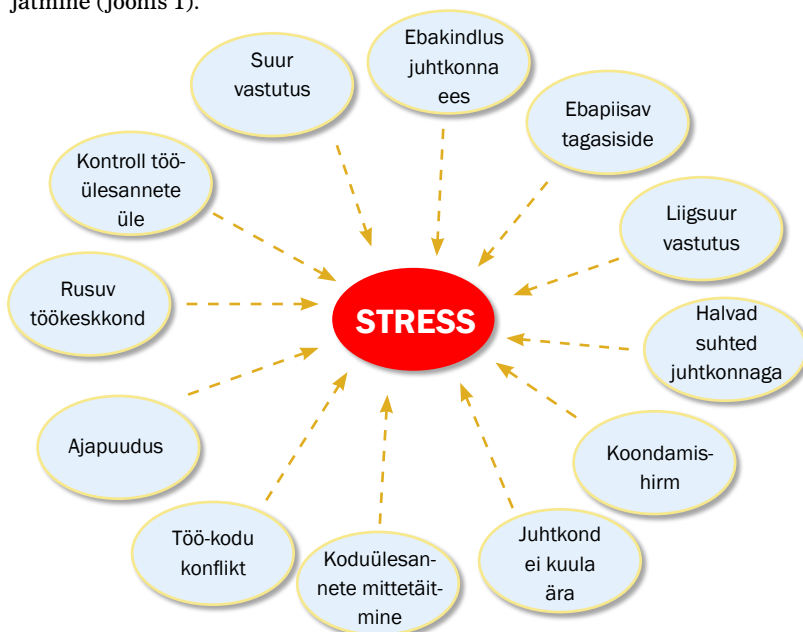 jätmine (Joonis 1).
Suur
vastutus
Ebakindlus
juhtkonna
ees
Ebapiisav
tagasiside
Kontroll töö-
ülesannete
üle
Liigsuur
vastutus
Rusuv
töökeskkond
STRESS
Halvad
suhted
juhtkonnaga
Ajapuudus
Koondamis-
hirm
Töö-kodu
konflikt
Koduülesan-
nete mittetäit-
mine
Juhtkond
ei kuula
ära